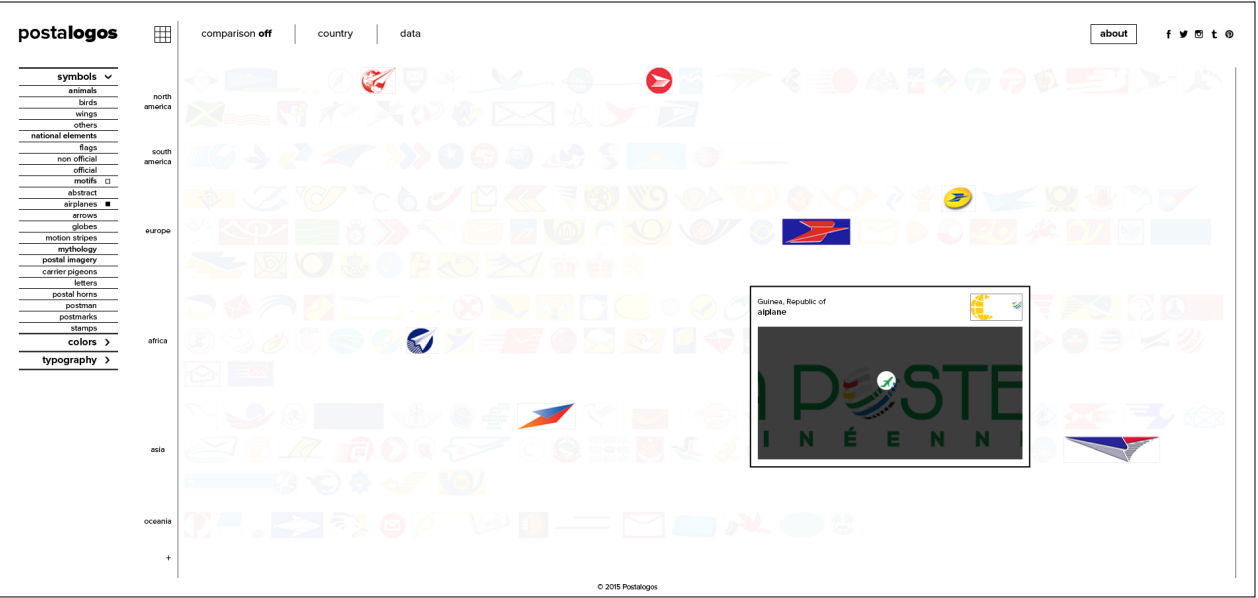 postalogos
comparison off
country
data
about
symbols
animals
birds
wings
others
national elements
flags
non official
official
motifs
abstract
airplanes
arrows
globes
motion stripes
mythology
postal imagery
carrier pigeons
letters
postal horns
postman
postmarks
stamps
colors
typography
north
america
south
america
europe
africa
asia
oceania
+
Guinea, Republic of
aiplane
POSTE
INÉENN
© 2015 Postalogos